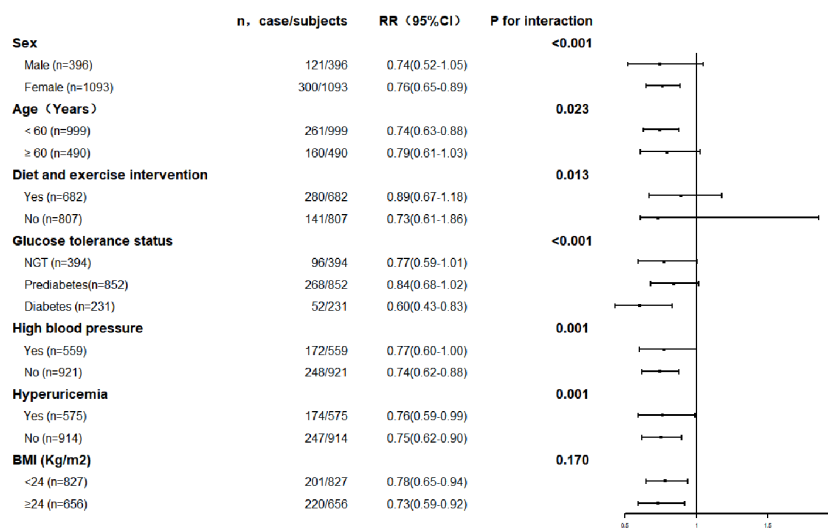 n，case/subjects RR（95%CI） P for interaction
Sex <0.001
Male (n=396) 121/396 0.74(0.52-1.05)
Female (n=1093) 300/1093 0.76(0.65-0.89)
Age（Years） 0.023
< 60 (n=999) 261/999 0.74(0.63-0.88)
≥ 60 (n=490) 160/490 0.79(0.61-1.03)
Diet and exercise intervention 0.013
Yes (n=682) 280/682 0.89(0.67-1.18)
No (n=807) 141/807 0.73(0.61-1.86)
Glucose tolerance status <0.001
NGT (n=394) 96/394 0.77(0.59-1.01)
Prediabetes(n=852) 268/852 0.84(0.68-1.02)
Diabetes (n=231) 52/231 0.60(0.43-0.83)
High blood pressure 0.001
Yes (n=559) 172/559 0.77(0.60-1.00)
No (n=921) 248/921 0.74(0.62-0.88)
Hyperuricemia 0.001
Yes (n=575) 174/575 0.76(0.59-0.99)
No (n=914) 247/914 0.75(0.62-0.90)
BMI (Kg/m2) 0.170
<24 (n=827) 201/827 0.78(0.65-0.94)
≥24 (n=656) 220/656 0.73(0.59-0.92)
0.5 1 1.5